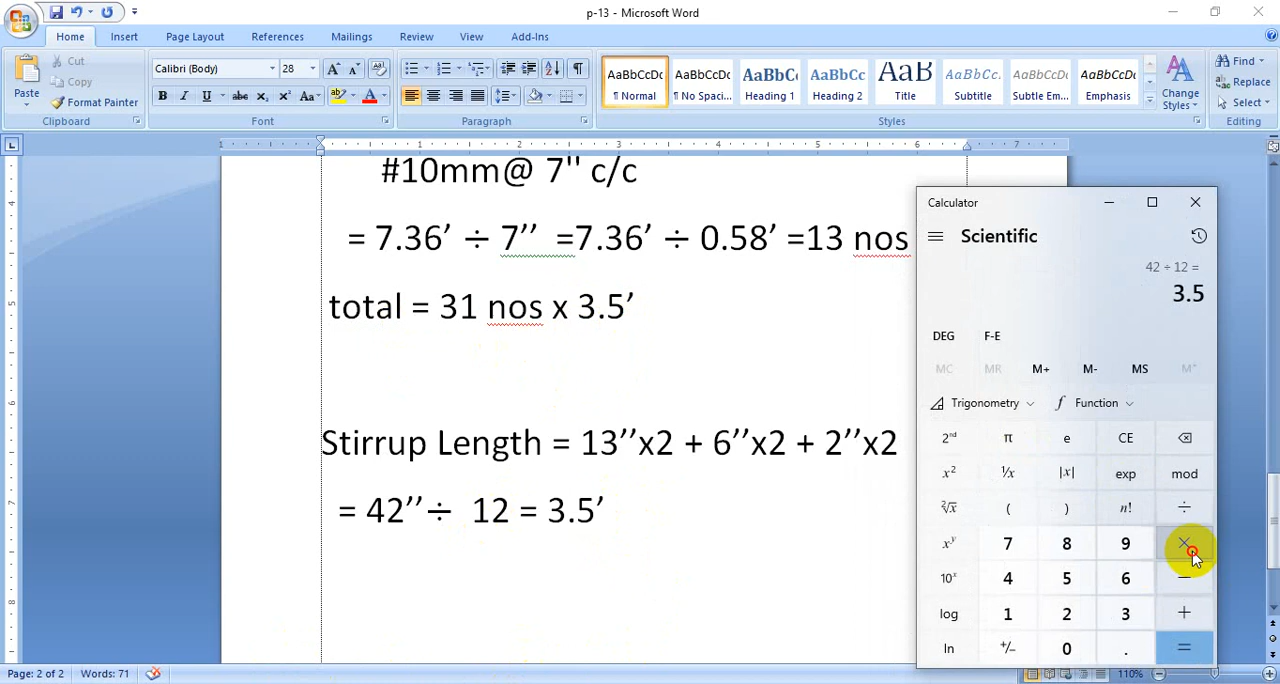 p-13 - Microsoft Word
Home Insert Page Layout References Mailings Review View Add-Ins
Paste
Cut
Copy
Format Painter
Clipboard
Calibri (Body) 28
Font
Paragraph
AaBbCcDc AaBbCcDc AaBbCc AaBbCc AaB AaBbCc. AaBbCcDc AaBbCcDc
¶ Normal ¶ No Spaci... Heading 1 Heading 2 Title Subtitle Subtle Em... Emphasis
Change Styles
Styles
Find
Replace
Select
Editing
#10mm@ 7'' c/c
= 7.36’ ÷ 7’’ =7.36’ ÷ 0.58’ =13 nos
total = 31 nos x 3.5’
Stirrup Length = 13’’x2 + 6’’x2 + 2’’x2
= 42’’÷ 12 = 3.5’
Calculator
Scientific
42 ÷ 12 =
3.5
DEG F-E
MC MR M+ M- MS M˅
Trigonometry Function
2ⁿᵈ π e CE
x² ¹/x |x| exp mod
²√x ( ) n! ÷
xʸ 7 8 9 ×
10ˣ 4 5 6 −
log 1 2 3 +
ln +/− 0 . =
Page: 2 of 2 Words: 71
110%